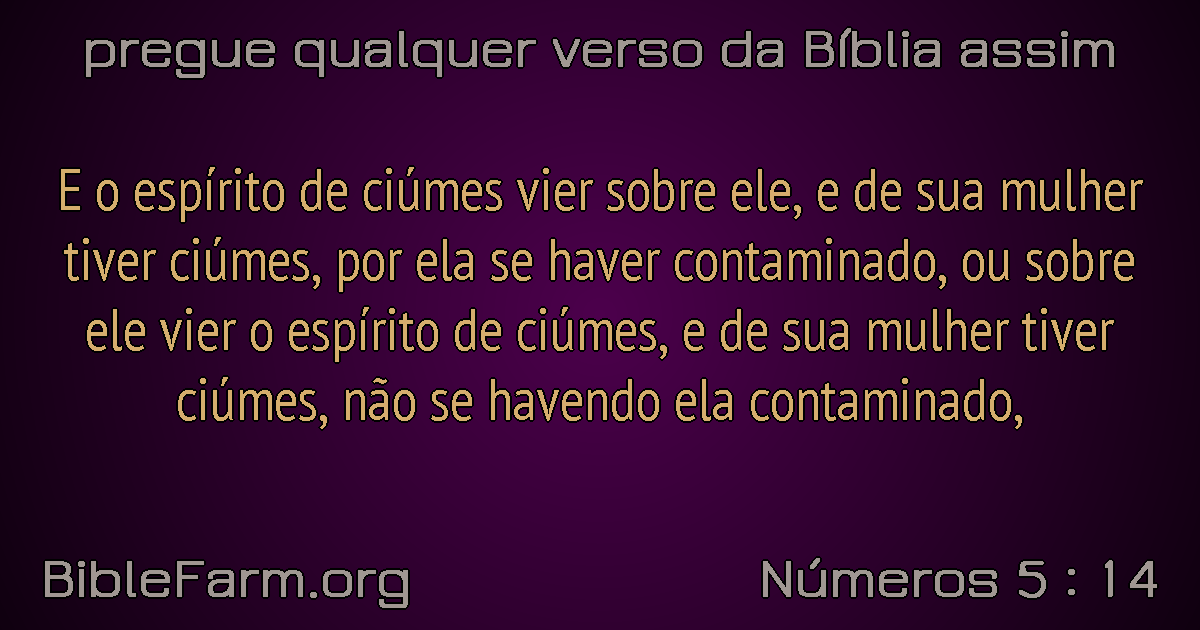 pregue qualquer verso da Bíblia assim
E o espírito de ciúmes vier sobre ele, e de sua mulher
tiver ciúmes, por ela se haver contaminado, ou sobre
ele vier o espírito de ciúmes, e de sua mulher tiver
ciúmes, não se havendo ela contaminado,
BibleFarm.org
Números 5 : 14